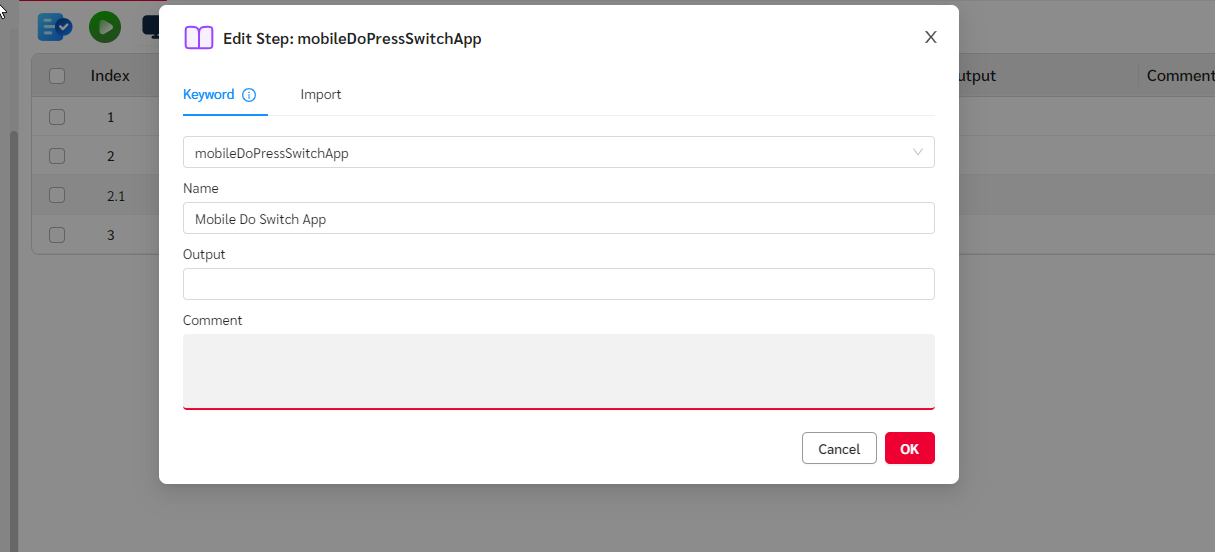 Edit Step: mobileDoPressSwitchApp
Keyword
Import
Index
utput
Comment
1
2
2.1
3
mobileDoPressSwitchApp
Name
Mobile Do Switch App
Output
Comment
Cancel
OK